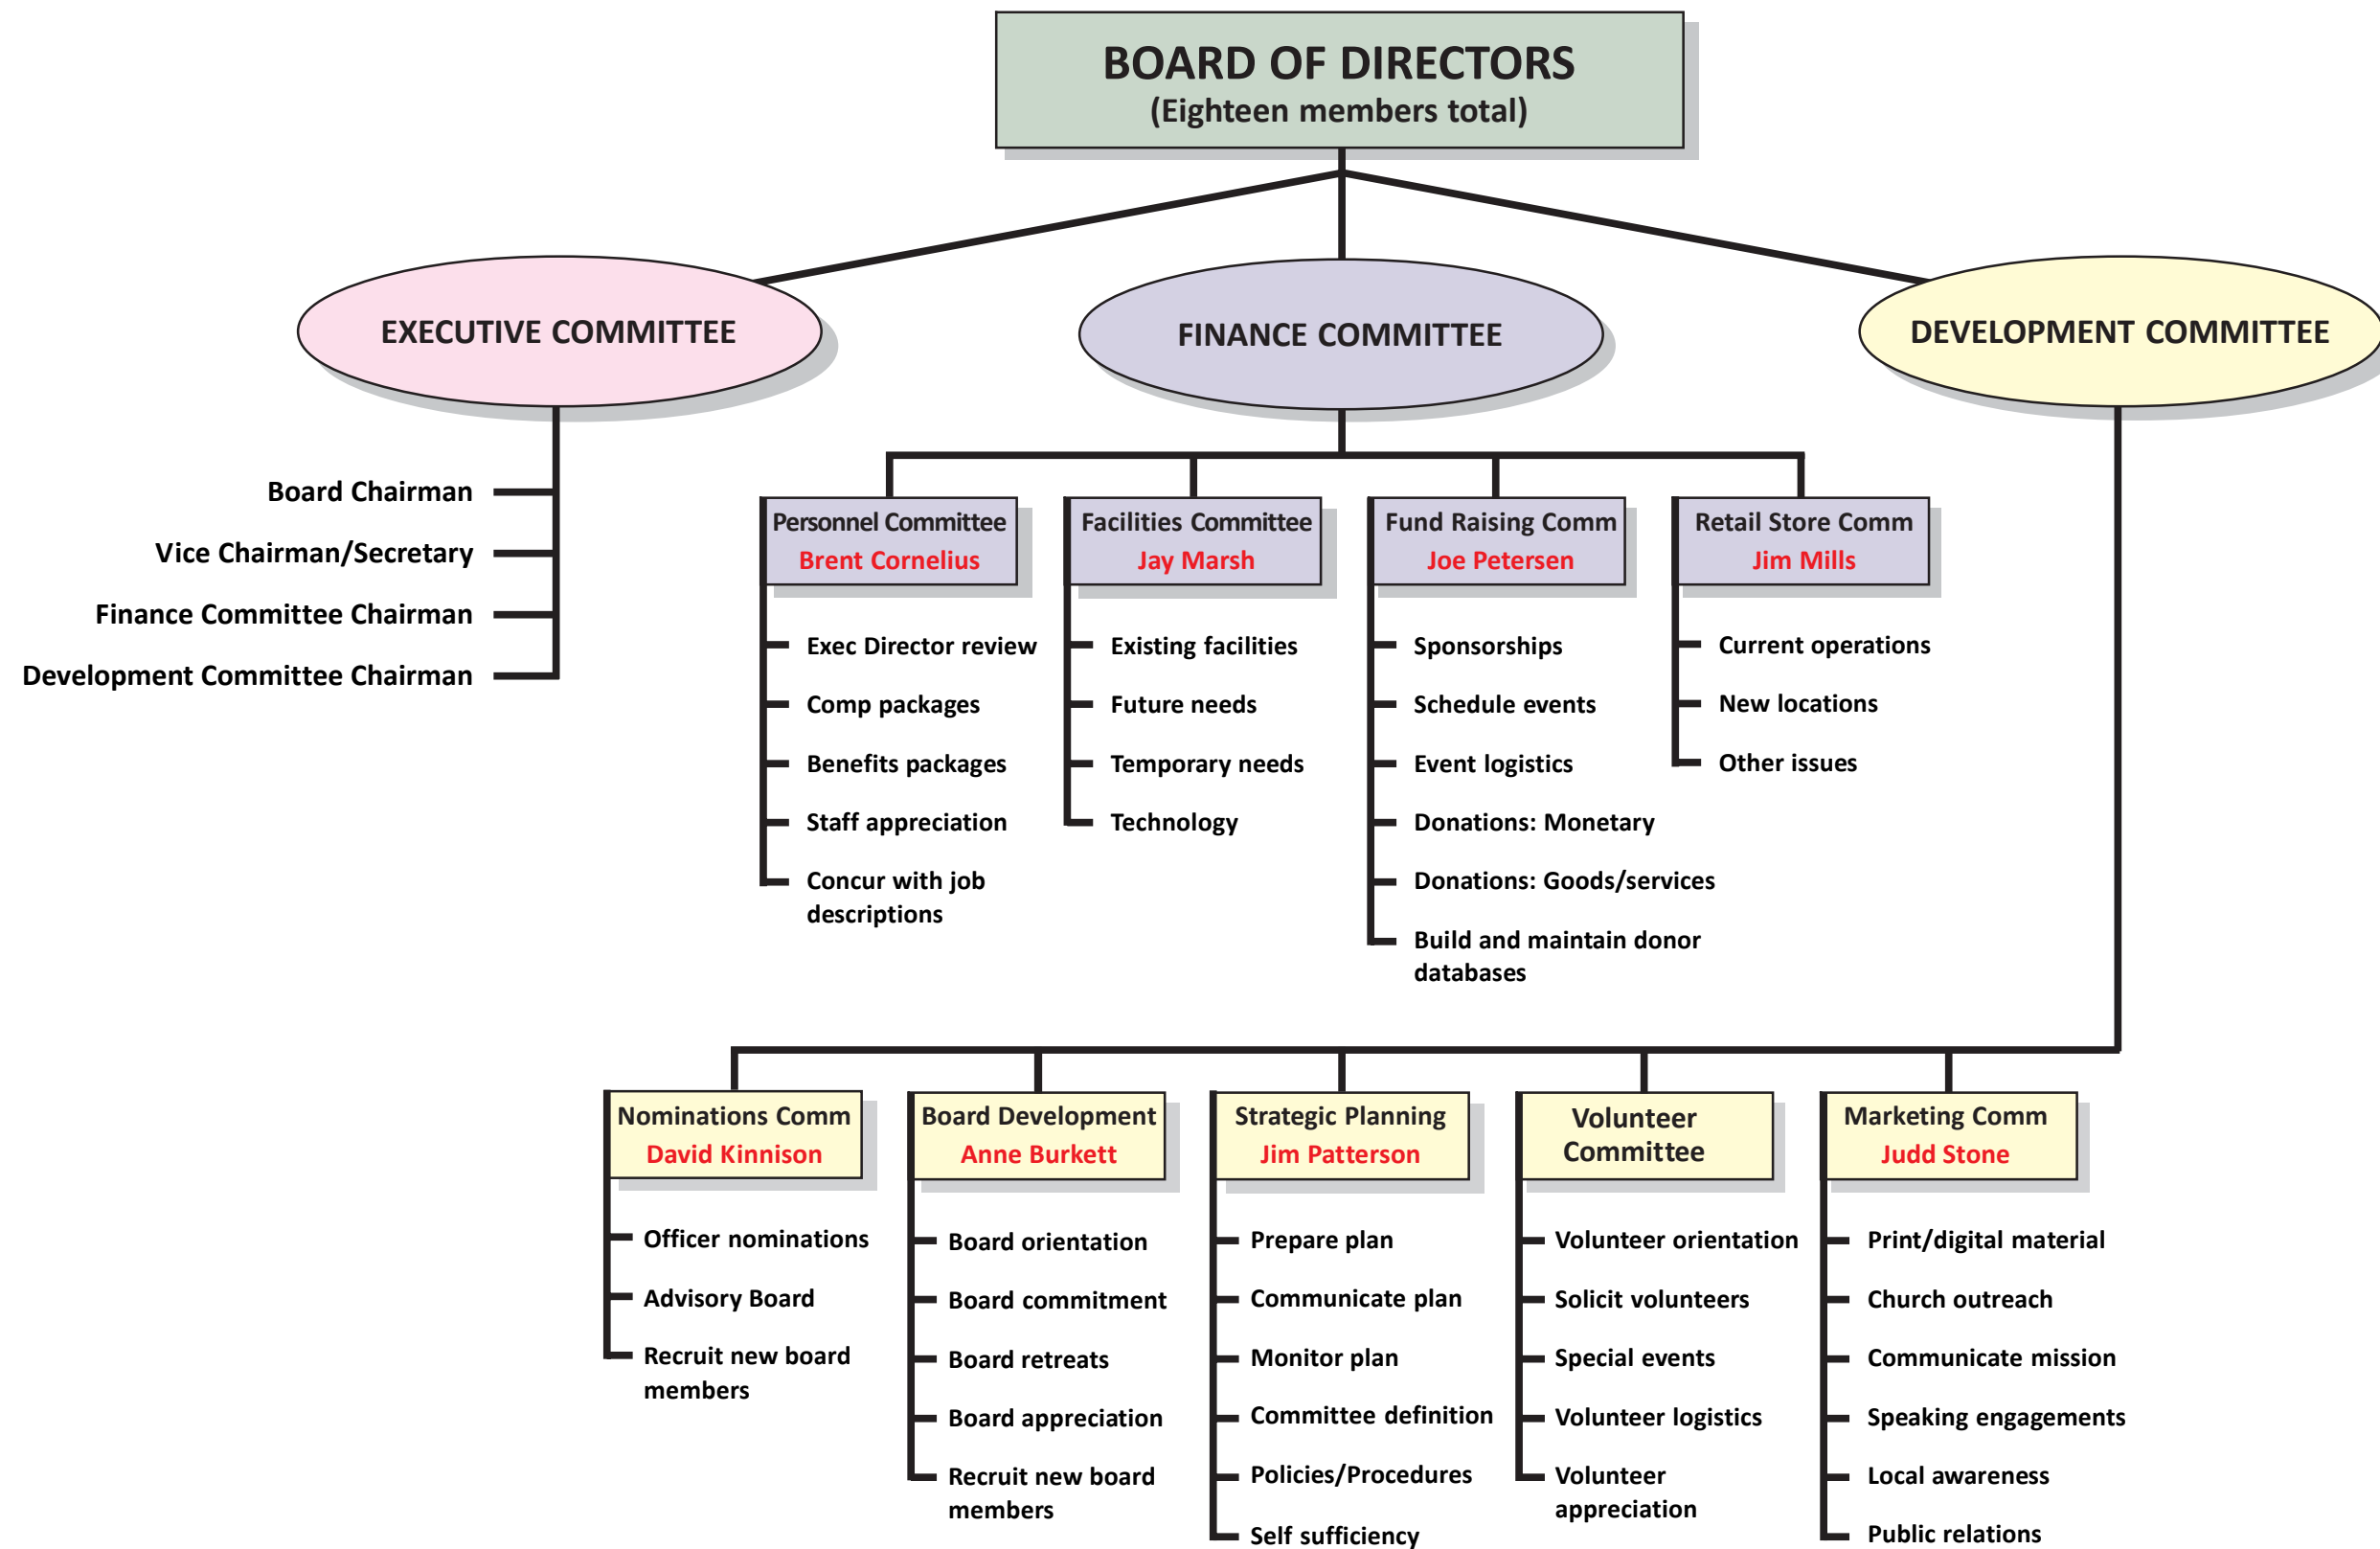 BOARD OF DIRECTORS
(Eighteen members total)
EXECUTIVE COMMITTEE
FINANCE COMMITTEE
DEVELOPMENT COMMITTEE
Board Chairman
Vice Chairman/Secretary
Finance Committee Chairman
Development Committee Chairman
Personnel Committee
Brent Cornelius
Exec Director review
Comp packages
Benefits packages
Staff appreciation
Concur with job
descriptions
Facilities Committee
Jay Marsh
Existing facilities
Future needs
Temporary needs
Technology
Fund Raising Comm
Joe Petersen
Sponsorships
Schedule events
Event logistics
Donations: Monetary
Donations: Goods/services
Build and maintain donor
databases
Retail Store Comm
Jim Mills
Current operations
New locations
Other issues
Nominations Comm
David Kinnison
Officer nominations
Advisory Board
Recruit new board
members
Board Development
Anne Burkett
Board orientation
Board commitment
Board retreats
Board appreciation
Recruit new board
members
Strategic Planning
Jim Patterson
Prepare plan
Communicate plan
Monitor plan
Committee definition
Policies/Procedures
Self sufficiency
Volunteer
Committee
Volunteer orientation
Solicit volunteers
Special events
Volunteer logistics
Volunteer
appreciation
Marketing Comm
Judd Stone
Print/digital material
Church outreach
Communicate mission
Speaking engagements
Local awareness
Public relations